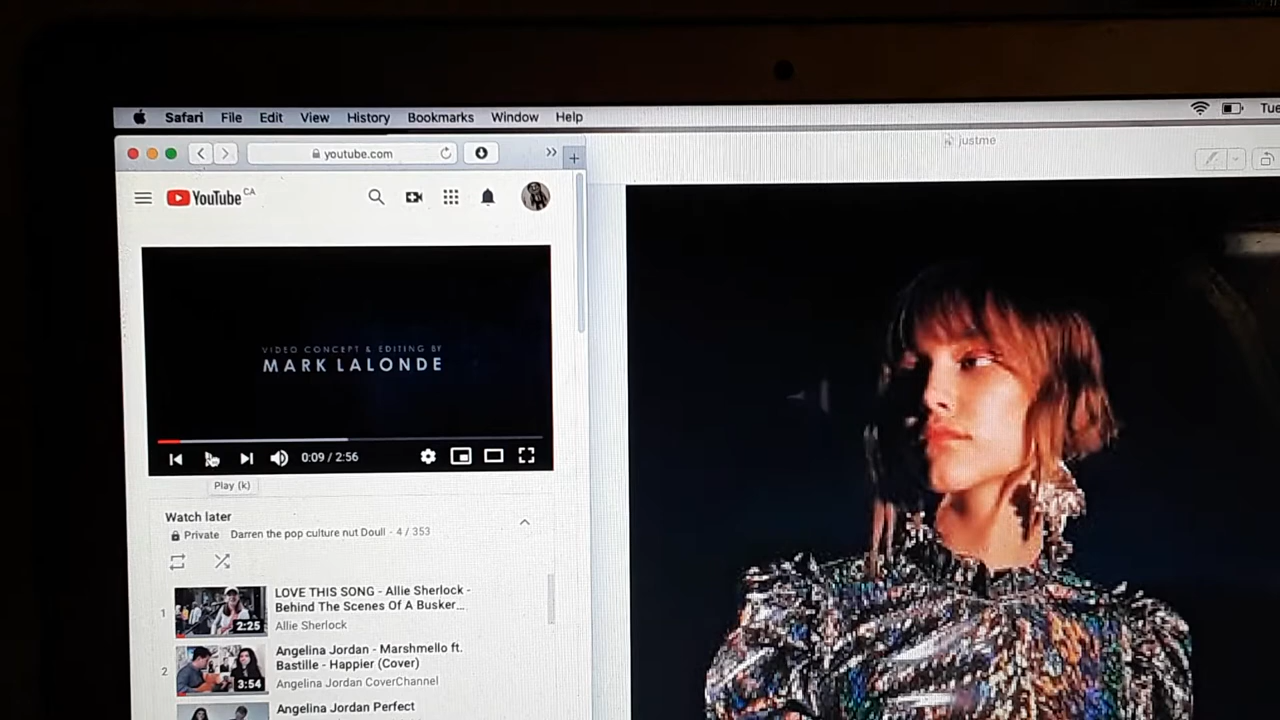 Safari File Edit View History Bookmarks Window Help
Tue
justme
youtube.com
YouTube CA
VIDEO CONCEPT & EDITING BY
MARK LALONDE
0:09 / 2:56
Play (k)
Watch later
Private Darren the pop culture nut Doull - 4 / 353
1
LOVE THIS SONG - Allie Sherlock -
Behind The Scenes Of A Busker...
Allie Sherlock
2:25
2
Angelina Jordan - Marshmello ft.
Bastille - Happier (Cover)
Angelina Jordan CoverChannel
3:54
Angelina Jordan Perfect